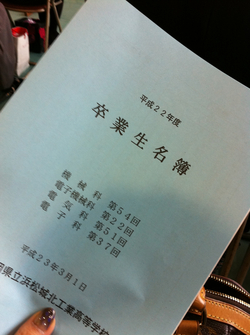 平成22年度
卒業生名簿
機械科 第54回
電子機械科 第22回
電気科 第51回
電子科 第37回
平成23年3月1日
岡県立浜松城北工業高等学校